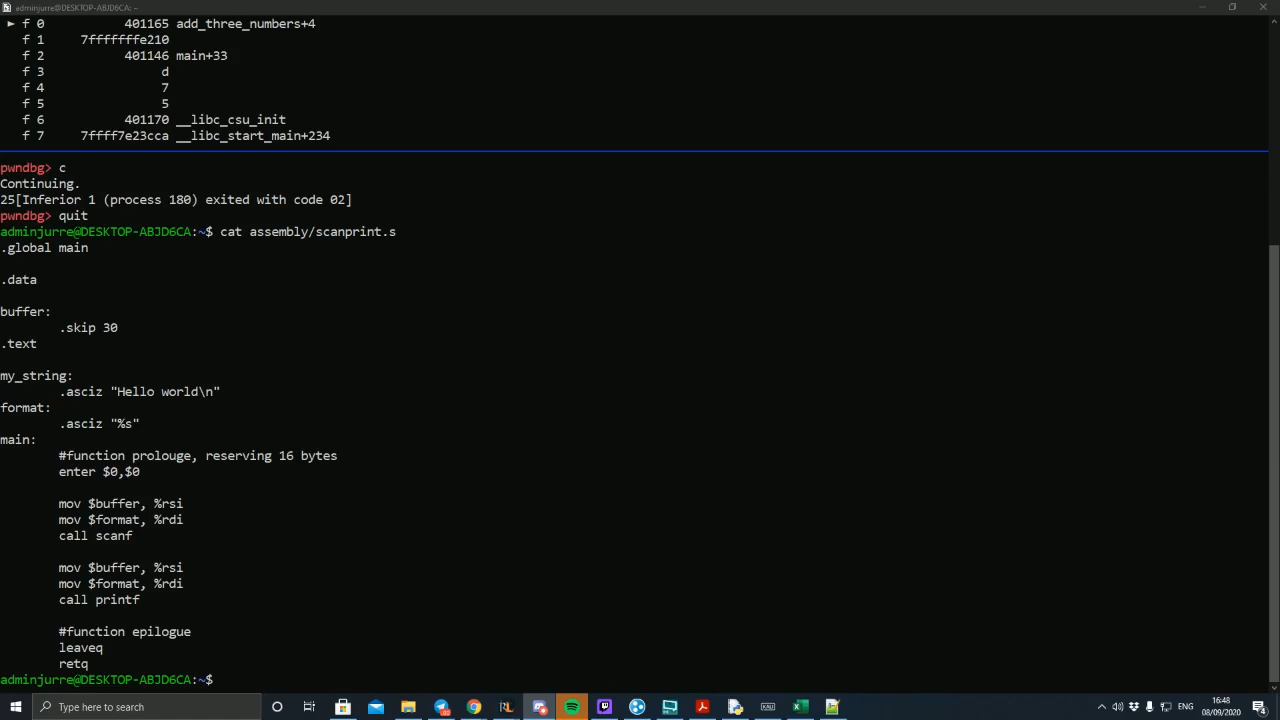 adminjurre@DESKTOP-ABJD6CA: ~
► f 0           401165 add_three_numbers+4
f 1     7fffffffe210
f 2           401146 main+33
f 3                d
f 4                7
f 5                5
f 6           401170 __libc_csu_init
f 7     7ffff7e23cca __libc_start_main+234
pwndbg> c
Continuing.
25[Inferior 1 (process 180) exited with code 02]
pwndbg> quit
adminjurre@DESKTOP-ABJD6CA:~$ cat assembly/scanprint.s
.global main
.data
buffer:
.skip 30
.text
my_string:
.asciz "Hello world\n"
format:
.asciz "%s"
main:
#function prolouge, reserving 16 bytes
enter $0,$0
mov $buffer, %rsi
mov $format, %rdi
call scanf
mov $buffer, %rsi
mov $format, %rdi
call printf
#function epilogue
leaveq
retq
adminjurre@DESKTOP-ABJD6CA:~$
Type here to search
ENG
16:48
08/09/2020